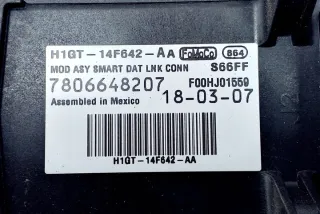 H1GT-14F642-AA FoMoCo 864
MOD ASY SMART DAT LNK CONN S66FF
7806648207 F00HJ01559
Assembled in Mexico 18-03-07
H1GT-14F642-AA